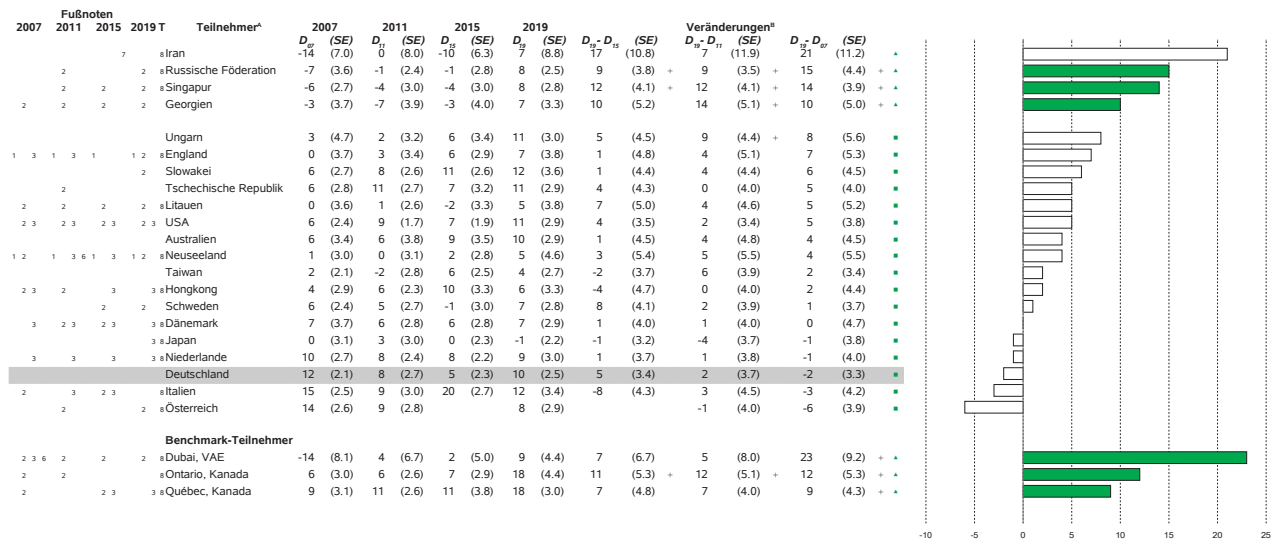 Fußnoten
2007 2011 2015 2019 T Teilnehmerᴬ 2007 2011 2015 2019 Veränderungenᴮ
D₀₇ (SE) D₁₁ (SE) D₁₅ (SE) D₁₉ (SE) D₁₉- D₁₅ (SE) D₁₉- D₁₁ (SE) D₁₉- D₀₇ (SE)
7 8 Iran -14 (7.0) 0 (8.0) -10 (6.3) 7 (8.8) 17 (10.8) 7 (11.9) 21 (11.2) ▲
2 2 8 Russische Föderation -7 (3.6) -1 (2.4) -1 (2.8) 8 (2.5) 9 (3.8) + 9 (3.5) + 15 (4.4) + ▲
2 2 2 8 Singapur -6 (2.7) -4 (3.0) -4 (3.0) 8 (2.8) 12 (4.1) + 12 (4.1) + 14 (3.9) + ▲
2 2 2 2 Georgien -3 (3.7) -7 (3.9) -3 (4.0) 7 (3.3) 10 (5.2) 14 (5.1) + 10 (5.0) + ▲
Ungarn 3 (4.7) 2 (3.2) 6 (3.4) 11 (3.0) 5 (4.5) 9 (4.4) + 8 (5.6) ■
1 3 1 3 1 1 2 8 England 0 (3.7) 3 (3.4) 6 (2.9) 7 (3.8) 1 (4.8) 4 (5.1) 7 (5.3) ■
2 Slowakei 6 (2.7) 8 (2.6) 11 (2.6) 12 (3.6) 1 (4.4) 4 (4.4) 6 (4.5) ■
2 Tschechische Republik 6 (2.8) 11 (2.7) 7 (3.2) 11 (2.9) 4 (4.3) 0 (4.0) 5 (4.0) ■
2 2 2 2 8 Litauen 0 (3.6) 1 (2.6) -2 (3.3) 5 (3.8) 7 (5.0) 4 (4.6) 5 (5.2) ■
2 3 2 3 2 3 2 3 USA 6 (2.4) 9 (1.7) 7 (1.9) 11 (2.9) 4 (3.5) 2 (3.4) 5 (3.8) ■
Australien 6 (3.4) 6 (3.8) 9 (3.5) 10 (2.9) 1 (4.5) 4 (4.8) 4 (4.5) ■
1 2 1 3 6 1 3 1 2 8 Neuseeland 1 (3.0) 0 (3.1) 2 (2.8) 5 (4.6) 3 (5.4) 5 (5.5) 4 (5.5) ■
Taiwan 2 (2.1) -2 (2.8) 6 (2.5) 4 (2.7) -2 (3.7) 6 (3.9) 2 (3.4) ■
2 3 2 3 3 8 Hongkong 4 (2.9) 6 (2.3) 10 (3.3) 6 (3.3) -4 (4.7) 0 (4.0) 2 (4.4) ■
2 2 Schweden 6 (2.4) 5 (2.7) -1 (3.0) 7 (2.8) 8 (4.1) 2 (3.9) 1 (3.7) ■
3 2 3 2 3 3 8 Dänemark 7 (3.7) 6 (2.8) 6 (2.8) 7 (2.9) 1 (4.0) 1 (4.0) 0 (4.7) ■
3 8 Japan 0 (3.1) 3 (3.0) 0 (2.3) -1 (2.2) -1 (3.2) -4 (3.7) -1 (3.8) ■
3 3 3 3 8 Niederlande 10 (2.7) 8 (2.4) 8 (2.2) 9 (3.0) 1 (3.7) 1 (3.8) -1 (4.0) ■
Deutschland 12 (2.1) 8 (2.7) 5 (2.3) 10 (2.5) 5 (3.4) 2 (3.7) -2 (3.3) ■
2 3 2 3 8 Italien 15 (2.5) 9 (3.0) 20 (2.7) 12 (3.4) -8 (4.3) 3 (4.5) -3 (4.2) ■
2 2 8 Österreich 14 (2.6) 9 (2.8) 8 (2.9) -1 (4.0) -6 (3.9) ■
Benchmark-Teilnehmer
2 3 6 2 2 2 8 Dubai, VAE -14 (8.1) 4 (6.7) 2 (5.0) 9 (4.4) 7 (6.7) 5 (8.0) 23 (9.2) + ▲
2 2 8 Ontario, Kanada 6 (3.0) 6 (2.6) 7 (2.9) 18 (4.4) 11 (5.3) + 12 (5.1) + 12 (5.3) + ▲
2 2 3 3 8 Québec, Kanada 9 (3.1) 11 (2.6) 11 (3.8) 18 (3.0) 7 (4.8) 7 (4.0) 9 (4.3) + ▲
-10 -5 0 5 10 15 20 25